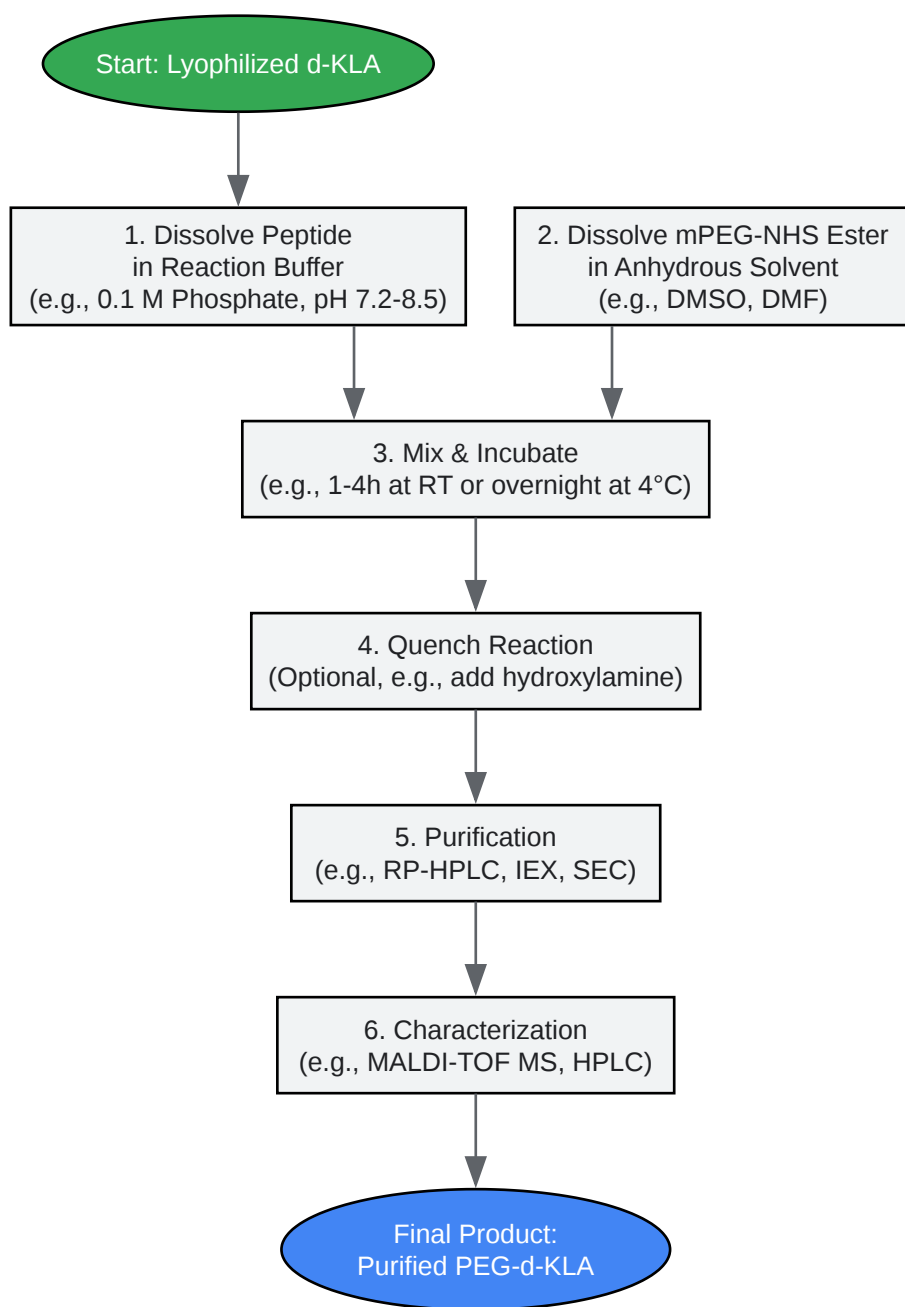 Start: Lyophilized d-KLA
1. Dissolve Peptide
in Reaction Buffer
(e.g., 0.1 M Phosphate, pH 7.2-8.5)
2. Dissolve mPEG-NHS Ester
in Anhydrous Solvent
(e.g., DMSO, DMF)
3. Mix & Incubate
(e.g., 1-4h at RT or overnight at 4°C)
4. Quench Reaction
(Optional, e.g., add hydroxylamine)
5. Purification
(e.g., RP-HPLC, IEX, SEC)
6. Characterization
(e.g., MALDI-TOF MS, HPLC)
Final Product:
Purified PEG-d-KLA